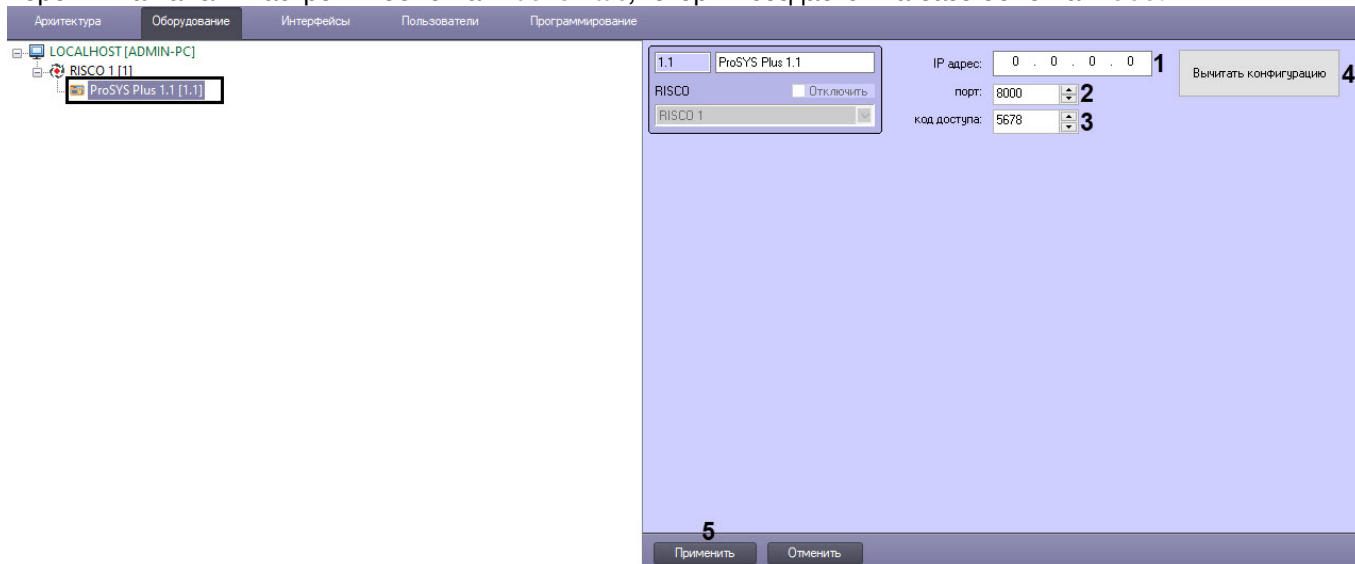 Архитектура Оборудование Интерфейсы Пользователи Программирование
LOCALHOST [ADMIN-PC]
RISCO 1 [1]
ProSYS Plus 1.1 [1.1]
1.1 ProSYS Plus 1.1
RISCO Отключить
RISCO 1
IP адрес: 0 . 0 . 0 . 0 1
порт: 8000 2
код доступа: 5678 3
Вычитать конфигурацию 4
5
Применить Отменить